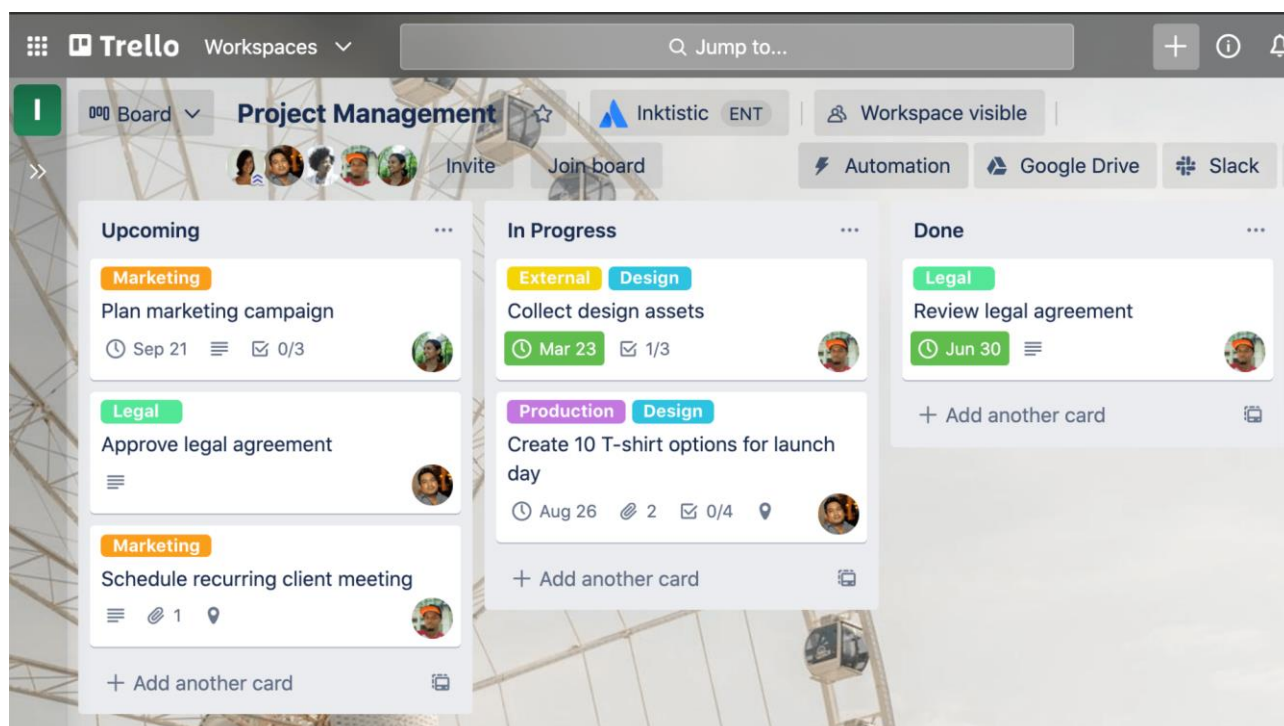 Trello Workspaces Jump to...
I Board Project Management Inktistic ENT Workspace visible
Invite Join board Automation Google Drive Slack
Upcoming
Marketing
Plan marketing campaign
Sep 21 0/3
Legal
Approve legal agreement
Marketing
Schedule recurring client meeting
1
+ Add another card
In Progress
External Design
Collect design assets
Mar 23 1/3
Production Design
Create 10 T-shirt options for launch
day
Aug 26 2 0/4
+ Add another card
Done
Legal
Review legal agreement
Jun 30
+ Add another card